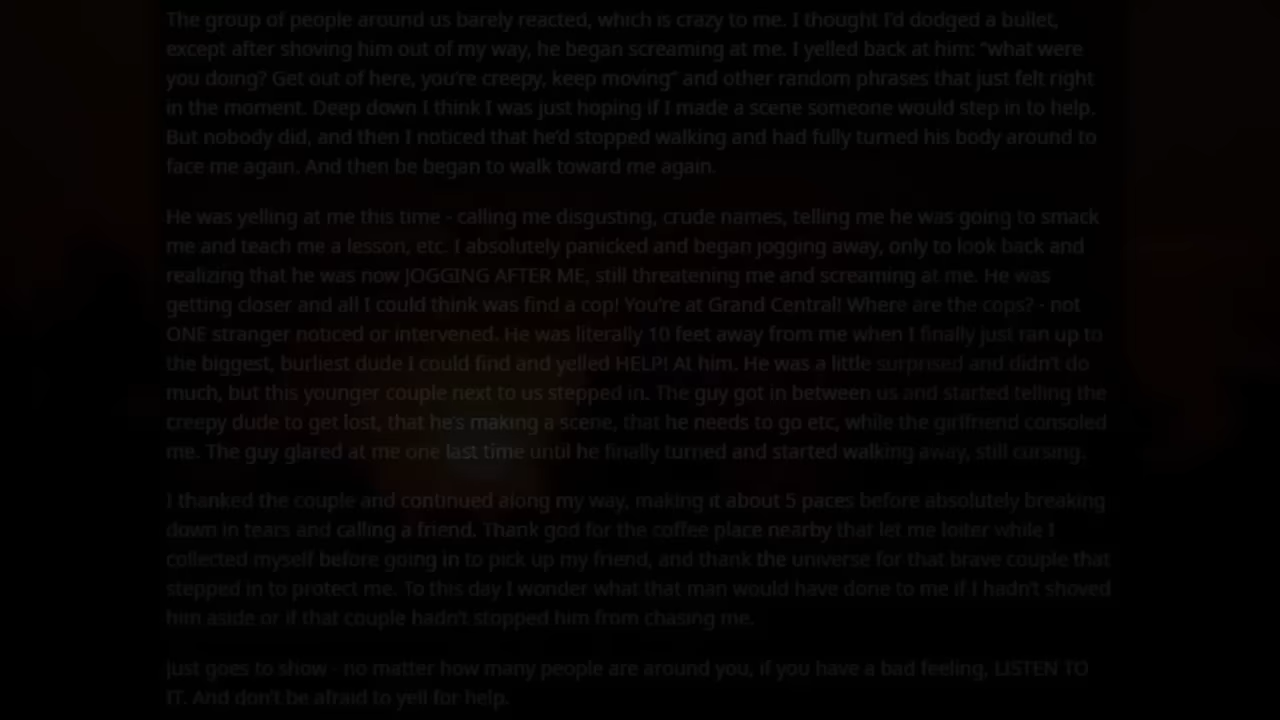 The group of people around us barely reacted, which is crazy to me. I thought I'd dodged a bullet,
except after shoving him out of my way, he began screaming at me. I yelled back at him: “what were
you doing? Get out of here, you're creepy, keep moving” and other random phrases that just felt right
in the moment. Deep down I think I was just hoping if I made a scene someone would step in to help.
But nobody did, and then I noticed that he'd stopped walking and had fully turned his body around to
face me again. And then be began to walk toward me again.
He was yelling at me this time - calling me disgusting, crude names, telling me he was going to smack
me and teach me a lesson, etc. I absolutely panicked and began jogging away, only to look back and
realizing that he was now JOGGING AFTER ME, still threatening me and screaming at me. He was
getting closer and all I could think was find a cop! You're at Grand Central! Where are the cops? - not
ONE stranger noticed or intervened. He was literally 10 feet away from me when I finally just ran up to
the biggest, burliest dude I could find and yelled HELP! At him. He was a little surprised and didn't do
much, but this younger couple next to us stepped in. The guy got in between us and started telling the
creepy dude to get lost, that he's making a scene, that he needs to go etc, while the girlfriend consoled
me. The guy glared at me one last time until he finally turned and started walking away, still cursing.
I thanked the couple and continued along my way, making it about 5 paces before absolutely breaking
down in tears and calling a friend. Thank god for the coffee place nearby that let me loiter while I
collected myself before going in to pick up my friend, and thank the universe for that brave couple that
stepped in to protect me. To this day I wonder what that man would have done to me if I hadn't shoved
him aside or if that couple hadn't stopped him from chasing me.
Just goes to show - no matter how many people are around you, if you have a bad feeling, LISTEN TO
IT. And don't be afraid to yell for help.